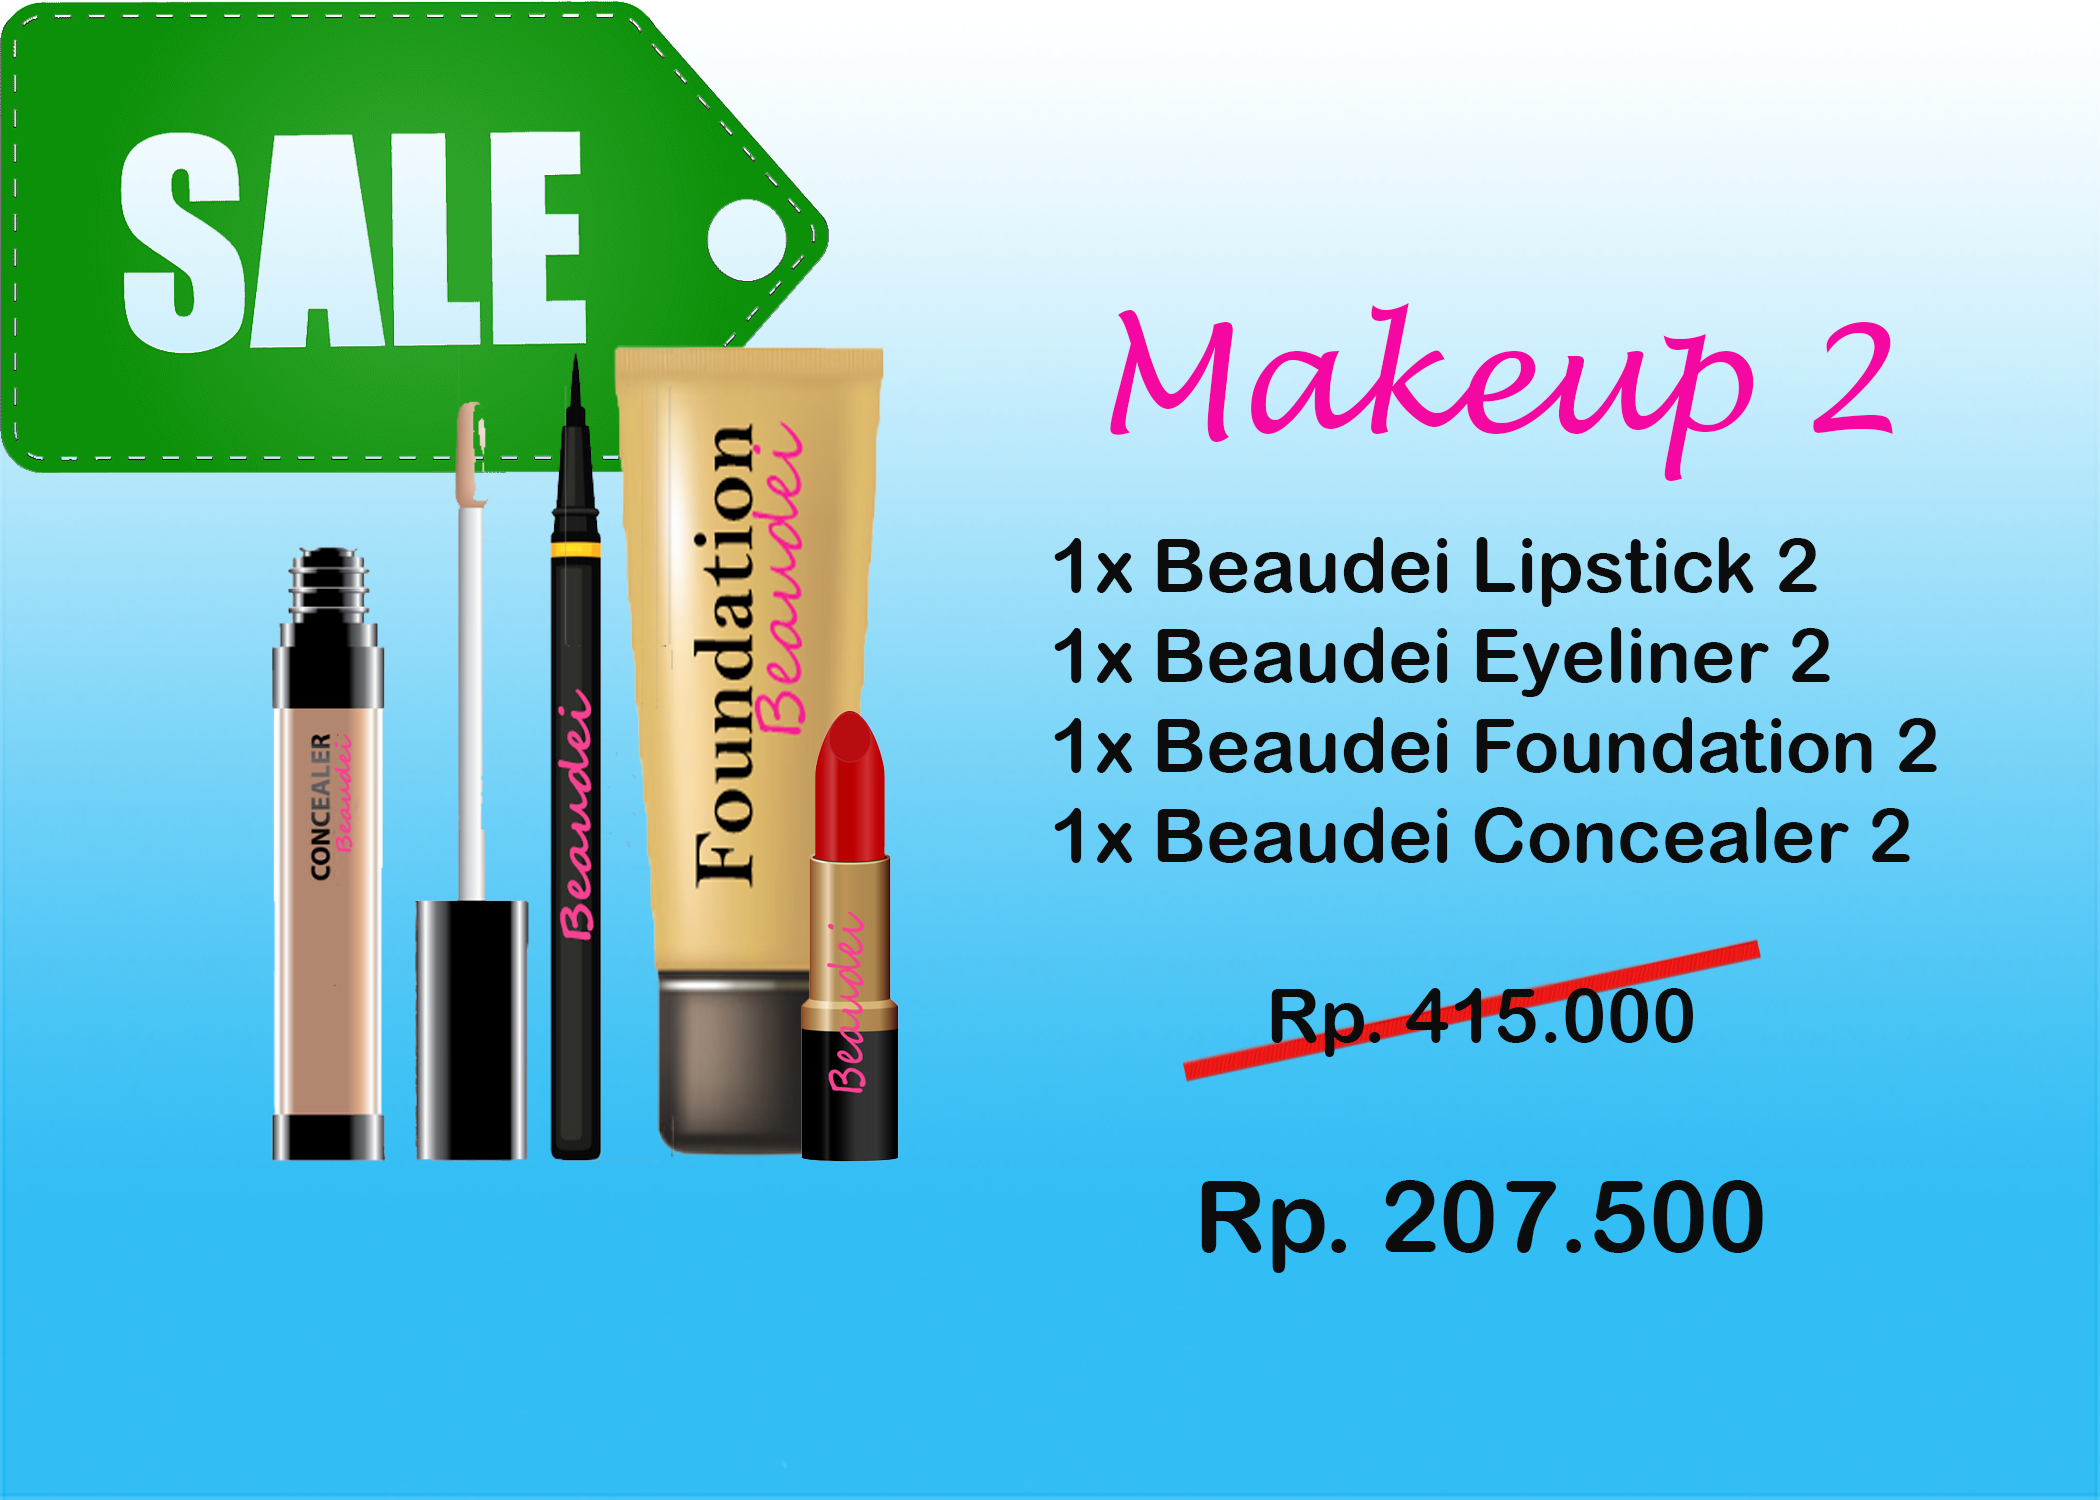 SALE
Makeup 2
1x Beaudei Lipstick 2
1x Beaudei Eyeliner 2
1x Beaudei Foundation 2
1x Beaudei Concealer 2
Rp. 415.000
Rp. 207.500
CONCEALER
Beaudei
Beaudei
Foundation
Beaudei
Beaudei